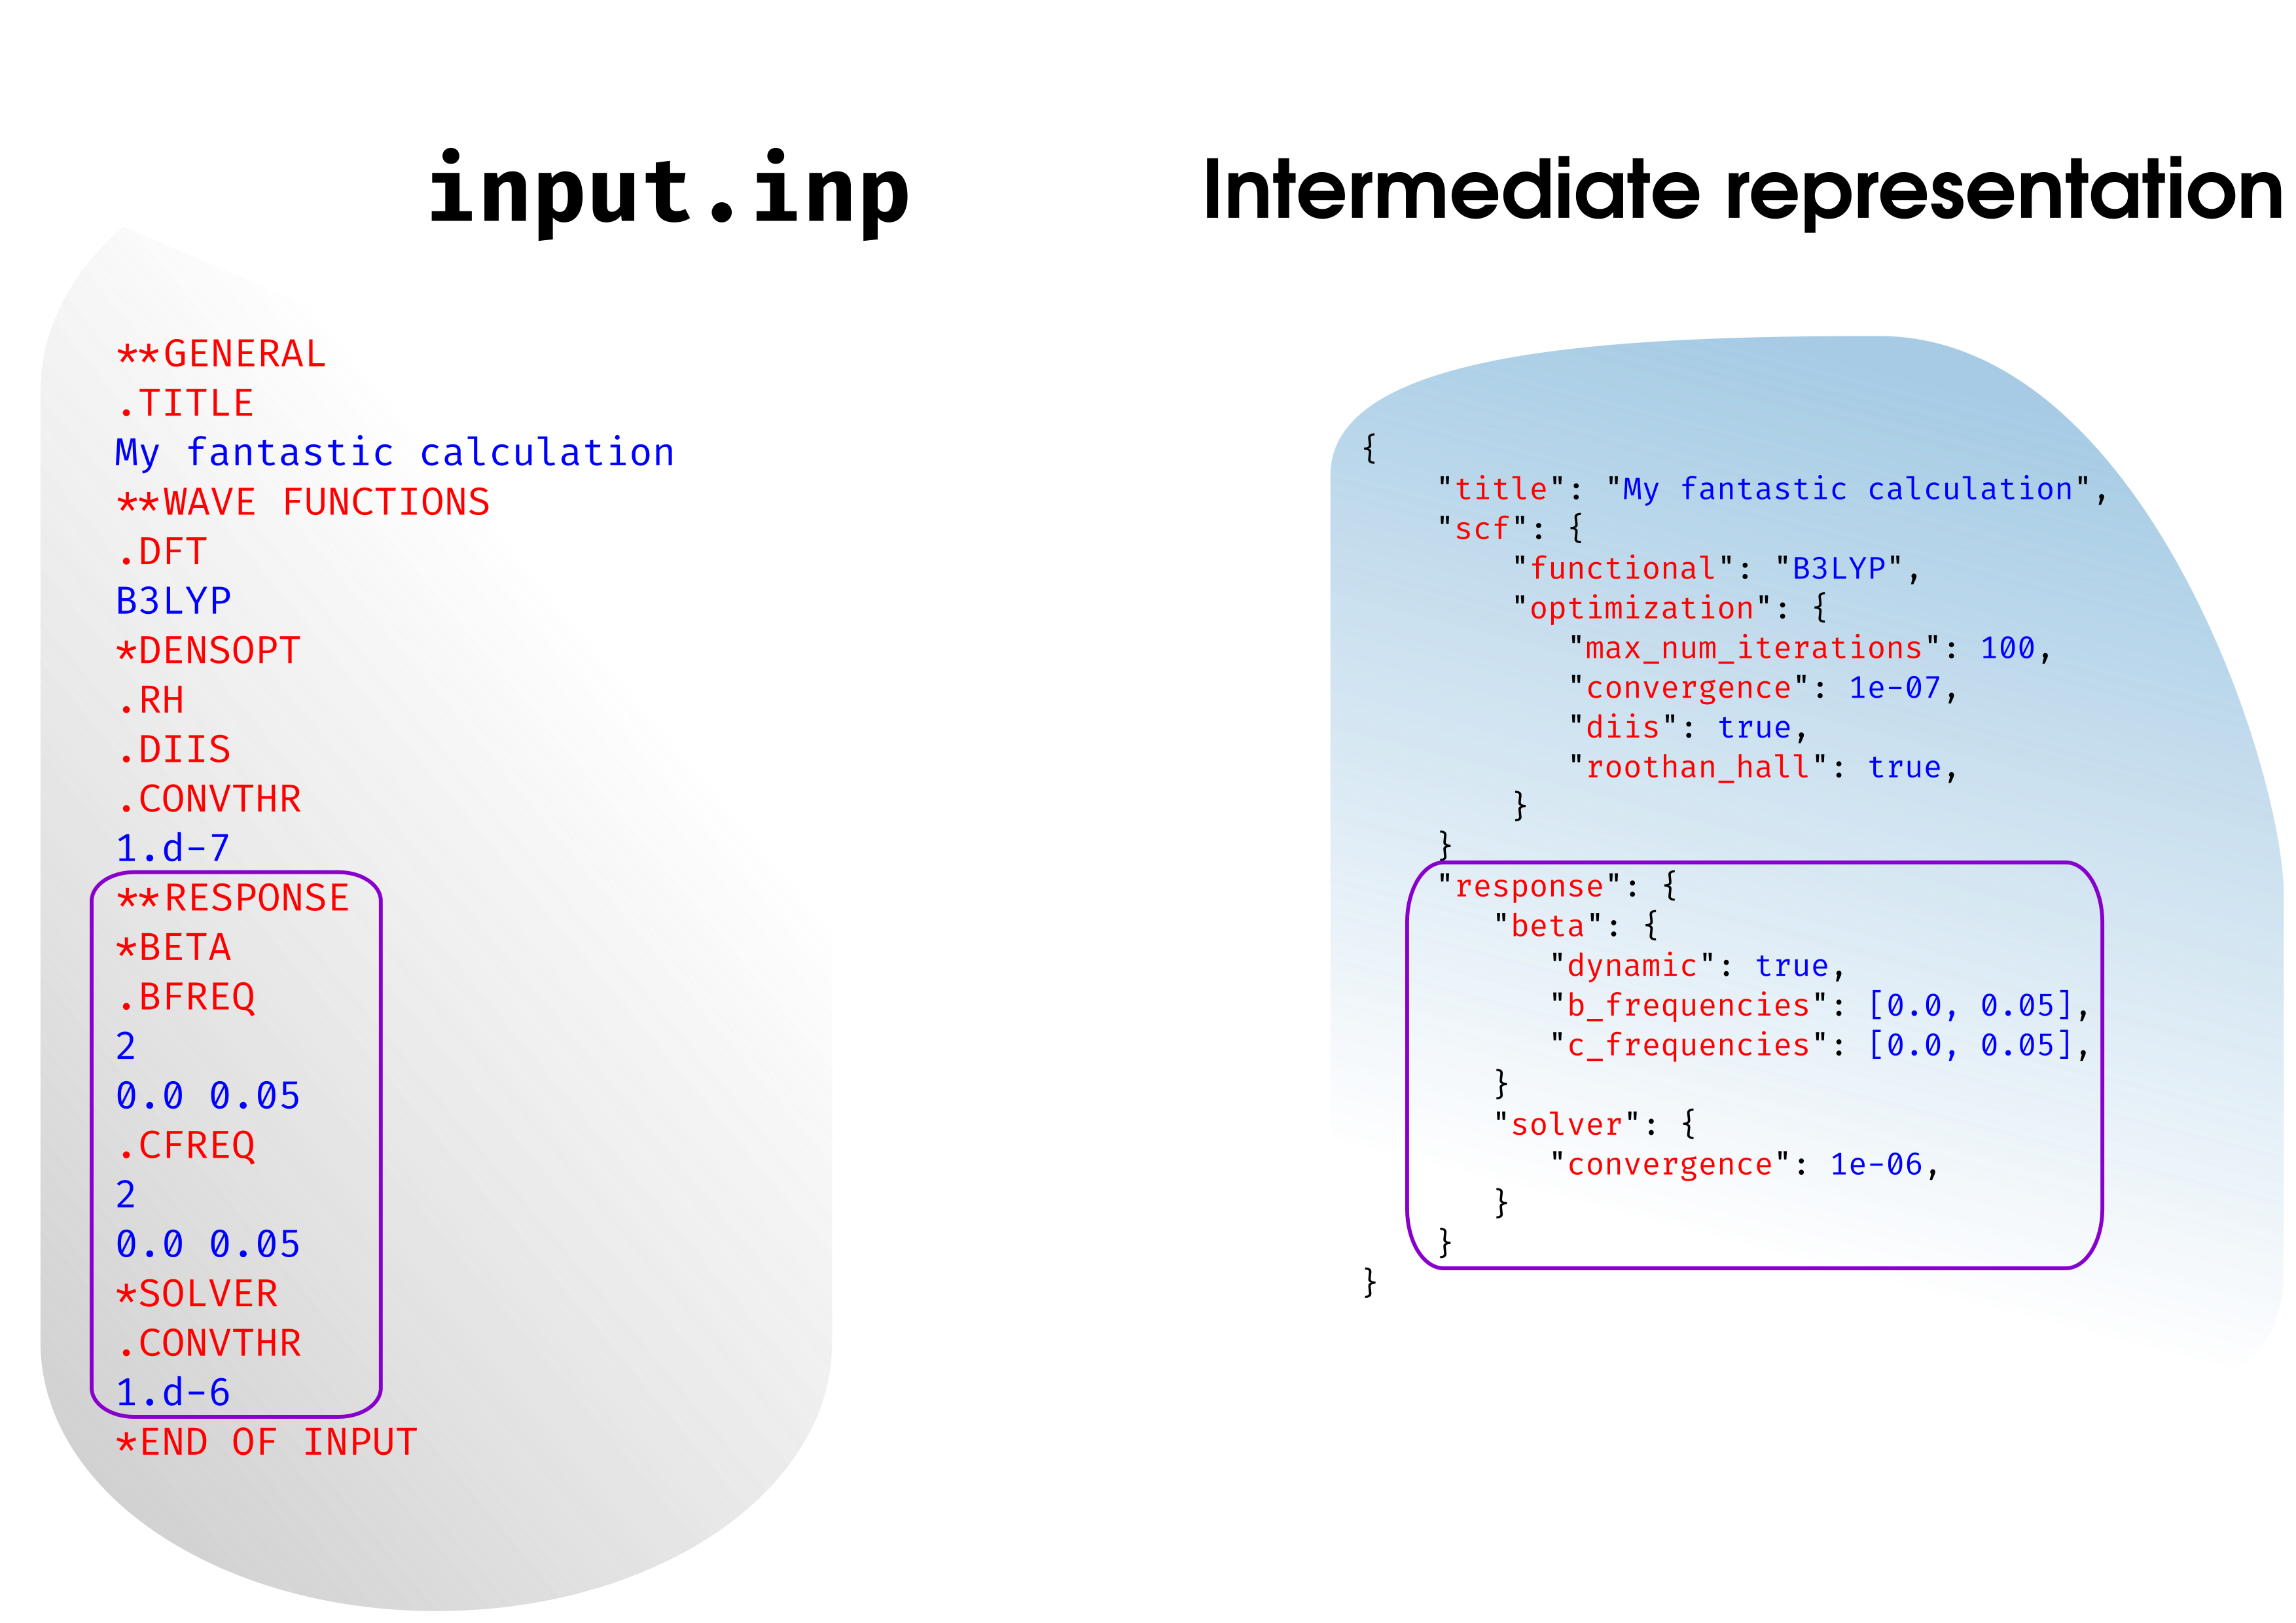 input.inp
**GENERAL
.TITLE
My fantastic calculation
**WAVE FUNCTIONS
.DFT
B3LYP
*DENSOPT
.RH
.DIIS
.CONVTHR
1.d-7
**RESPONSE
*BETA
.BFREQ
2
0.0 0.05
.CFREQ
2
0.0 0.05
*SOLVER
.CONVTHR
1.d-6
*END OF INPUT
Intermediate representation
{
    "title": "My fantastic calculation",
    "scf": {
        "functional": "B3LYP",
        "optimization": {
           "max_num_iterations": 100,
           "convergence": 1e-07,
           "diis": true,
           "roothan_hall": true,
        }
    }
    "response": {
       "beta": {
          "dynamic": true,
          "b_frequencies": [0.0, 0.05],
          "c_frequencies": [0.0, 0.05],
       }
       "solver": {
          "convergence": 1e-06,
       }
    }
}